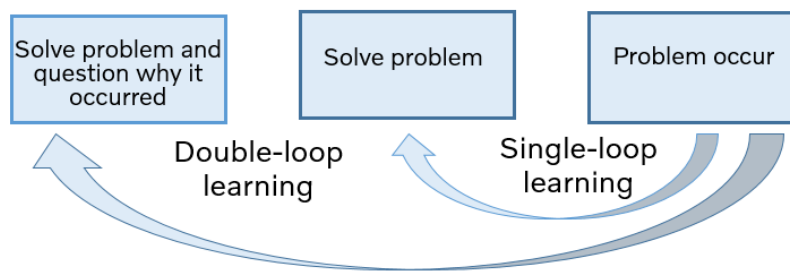 Solve problem and
question why it
occurred
Solve problem
Problem occur
Double-loop
learning
Single-loop
learning